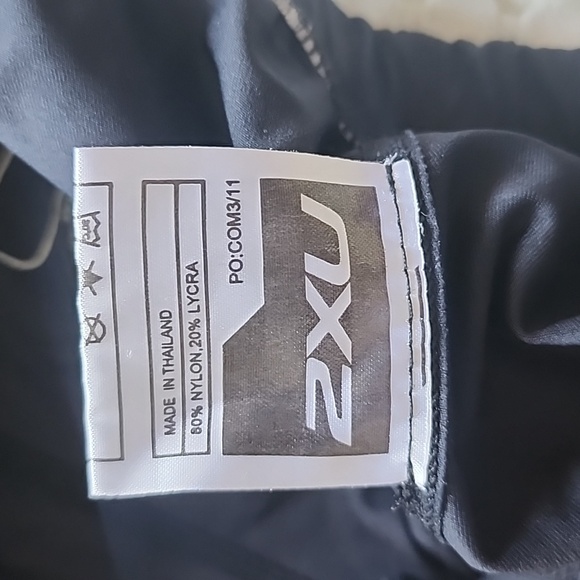 2XU
PO:COM3/11
MADE IN THAILAND
80% NYLON,20% LYCRA